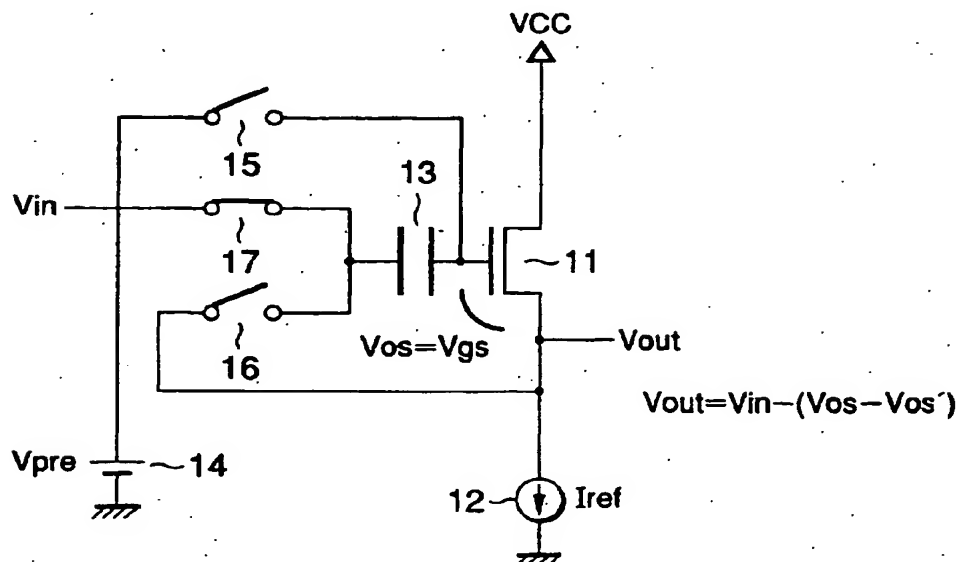 VCC
15
13
Vin
17
11
16
Vos=Vgs
Vout
Vout=Vin−(Vos−Vos´)
Vpre
14
12
Iref